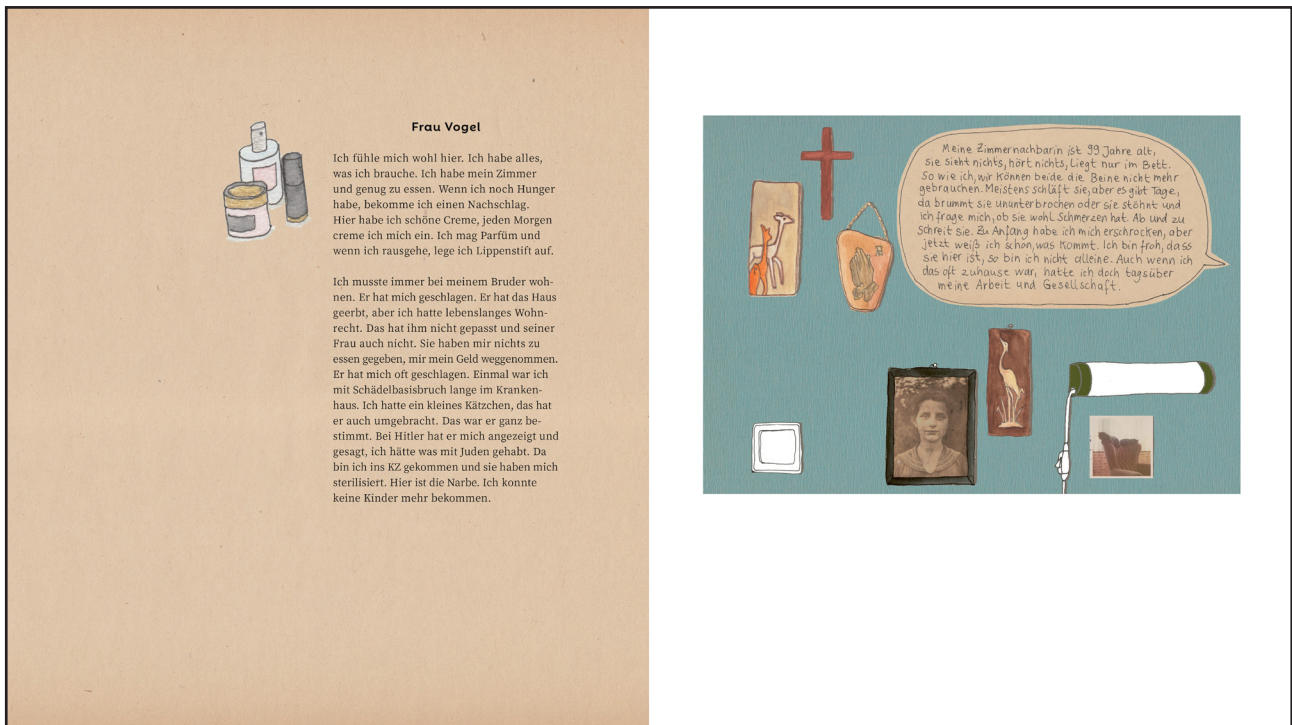 Frau Vogel
Ich fühle mich wohl hier. Ich habe alles,
was ich brauche. Ich habe mein Zimmer
und genug zu essen. Wenn ich noch Hunger
habe, bekomme ich einen Nachschlag.
Hier habe ich schöne Creme, jeden Morgen
creme ich mich ein. Ich mag Parfüm und
wenn ich rausgehe, lege ich Lippenstift auf.
Ich musste immer bei meinem Bruder woh-
nen. Er hat mich geschlagen. Er hat das Haus
geerbt, aber ich hatte lebenslanges Wohn-
recht. Das hat ihm nicht gepasst und seiner
Frau auch nicht. Sie haben mir nichts zu
essen gegeben, mir mein Geld weggenommen.
Er hat mich oft geschlagen. Einmal war ich
mit Schädelbasisbruch lange im Kranken-
haus. Ich hatte ein kleines Kätzchen, das hat
er auch umgebracht. Das war er ganz be-
stimmt. Bei Hitler hat er mich angezeigt und
gesagt, ich hätte was mit Juden gehabt. Da
bin ich ins KZ gekommen und sie haben mich
sterilisiert. Hier ist die Narbe. Ich konnte
keine Kinder mehr bekommen.
Meine Zimmernachbarin ist 99 Jahre alt,
sie sieht nichts, hört nichts, Liegt nur im Bett.
So wie ich, wir können beide die Beine nicht mehr
gebrauchen. Meistens schläft sie, aber es gibt Tage,
da brummt sie ununterbrochen oder sie stöhnt und
ich frage mich, ob sie wohl Schmerzen hat. Ab und zu
schreit sie. Zu Anfang habe ich mich erschrocken, aber
jetzt weiß ich schon, was kommt. Ich bin froh, dass
sie hier ist, so bin ich nicht alleine. Auch wenn ich
das oft zuhause war, hatte ich doch tagsüber
meine Arbeit und Gesellschaft.